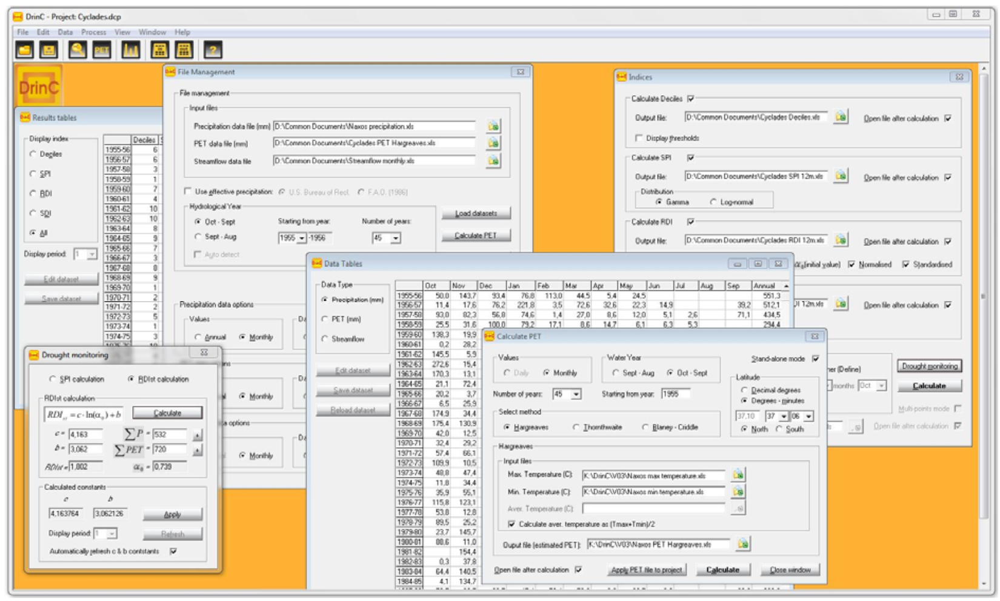 DrinC - Project: Cyclades.dcp
File Edit Data Process View Window Help
PET
?
DrinC
Results tables
Display index
Deciles
SPI
RDI
SDI
All
Display period: 1
Edit dataset
Save dataset
Deciles
1955-56 6
1956-57 6
1957-58 3
1958-59 1
1959-60 7
1960-61 4
1961-62 10
1962-63 10
1963-64 8
1964-65 9
1965-66 7
1966-67 3
1967-68 8
1968-69 9
1969-70 1
1970-71 2
1971-72 2
1972-73 5
1973-74 1
1974-75 3
File Management
File management
Input files
Precipitation data file (mm) D:\Common Documents\Naxos precipitation.xls
PET data file (mm) D:\Common Documents\Cyclades PET Hargreaves.xls
Streamflow data file D:\Common Documents\Streamflow monthly.xls
Use effective precipitation: U.S. Bureau of Recl. F.A.O. (1986)
Hydrological Year
Oct - Sept Starting from year: Number of years:
Sept - Aug 1955 -1956 45
Auto detect
Load datasets
Calculate PET
Precipitation data options
Values
Annual Monthly
Monthly
a options
Monthly
Indices
Calculate Deciles
Output file: D:\Common Documents\Cyclades Deciles.xls Open file after calculation
Display thresholds
Calculate SPI
Output file: D:\Common Documents\Cyclades SPI 12m.xls Open file after calculation
Distribution
Gamma Log-normal
Calculate RDI
Output file: D:\Common Documents\Cyclades RDI 12m.xls Open file after calculation
(initial value) Normalised Standardised
DI 12m.xls Open file after calculation
ner (Define) Drought monitoring
months Oct Calculate
Multi-points mode
Open file after calculation
Data Tables
Data Type
Precipitation (mm)
PET (mm)
Streamflow
Edit dataset
Save dataset
Reload dataset
Oct Nov Dec Jan Feb Mar Apr May Jun Jul Aug Sep Annual
1955-56 50,0 143,7 93,4 76,8 113,0 44,5 5,4 24,5 551,3
1956-57 11,4 17,6 76,2 221,8 3,5 72,6 32,6 22,3 14,9 39,2 512,1
1957-58 93,0 82,3 56,8 74,6 1,4 27,0 8,6 12,0 5,1 2,6 71,1 434,5
1958-59 25,5 31,6 100,0 79,2 17,1 8,6 14,7 6,1 6,3 5,3 294,4
1959-60 138,3 19,9
1960-61 0,2 28,2
1961-62 145,5 5,9
1962-63 272,6 15,4
1963-64 170,3 13,1
1964-65 21,1 72,4
1965-66 20,2 3,7
1966-67 6,5 25,9
1967-68 174,9 34,4
1968-69 175,4 130,9
1969-70 42,0 12,5
1970-71 32,4 29,2
1971-72 57,4 66,1
1972-73 109,9 10,5
1973-74 48,8 47,4
1974-75 11,8 34,4
1975-76 35,9 55,1
1976-77 115,8 123,1
1977-78 53,8 12,8
1978-79 89,5 25,2
1979-80 23,7 145,7
1980-81 88,6 11,0
1981-82 154,4
1982-83 0,3 37,8
1983-84 64,4 140,5
1984-85 4,1 134,7
Calculate PET
Values
Daily Monthly
Water Year
Sept - Aug Oct - Sept
Stand-alone mode
Number of years: 45 Starting from year: 1955
Latitude
Decimal degrees
Degrees - minutes
37,10 37 06
North South
Select method
Hargreaves Thornthwaite Blaney - Criddle
Hargreaves
Input files
Max. Temperature (C): K:\DrinC\V03\Naxos max temperature.xls
Min. Temperature (C): K:\DrinC\V03\Naxos min temperature.xls
Aver. Temperature (C):
Calculate aver. temperature as (Tmax+Tmin)/2
Ouput file (estimated PET): K:\DrinC\V03\Naxos PET Hargreaves.xls
Open file after calculation Apply PET file to project Calculate Close window
Drought monitoring
SPI calculation RDIst calculation
RDIst calculation
RDI st = c · ln(α₀) + b Calculate
c = 4,163 ∑P = 532
b = 3,062 ∑PET = 720
RDIst = 1,802 α₀ = 0,739
Calculated constants
c b
4,163764 3,062126 Apply
Display period: 1 Refresh
Automatically refresh c & b contstants